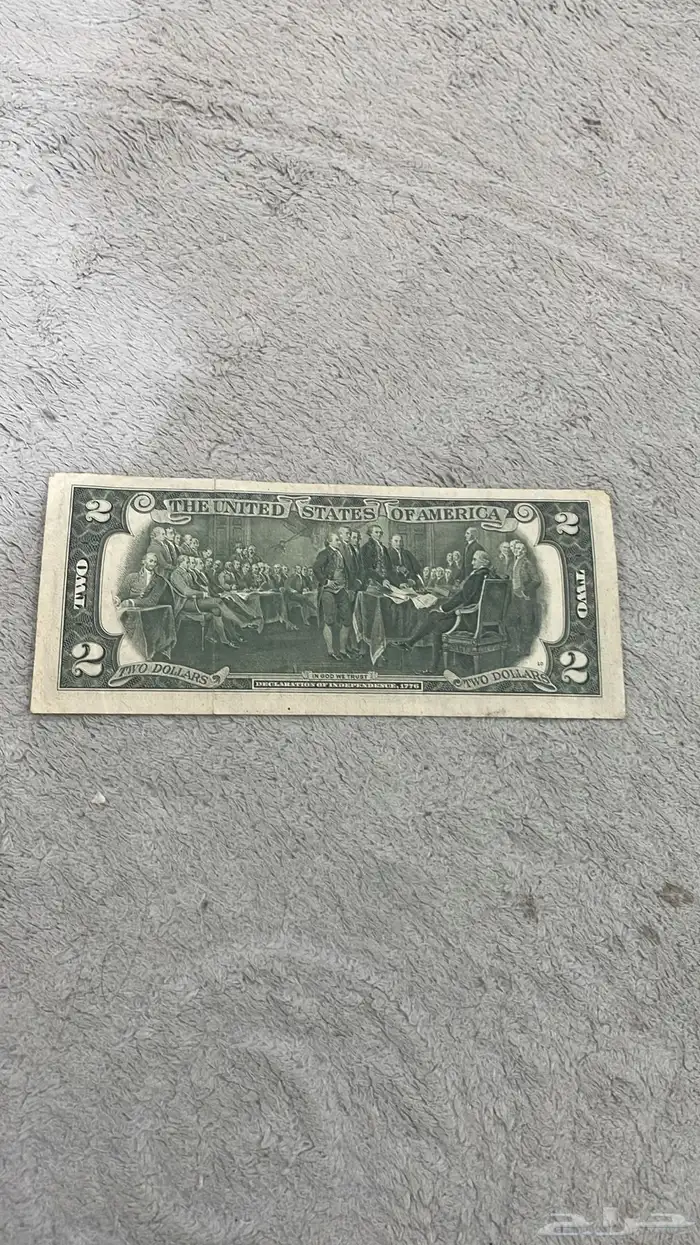 THE UNITED STATES OF AMERICA
2
2
TWO
TWO
2
2
TWO DOLLARS
IN GOD WE TRUST
TWO DOLLARS
DECLARATION OF INDEPENDENCE, 1776
حراج